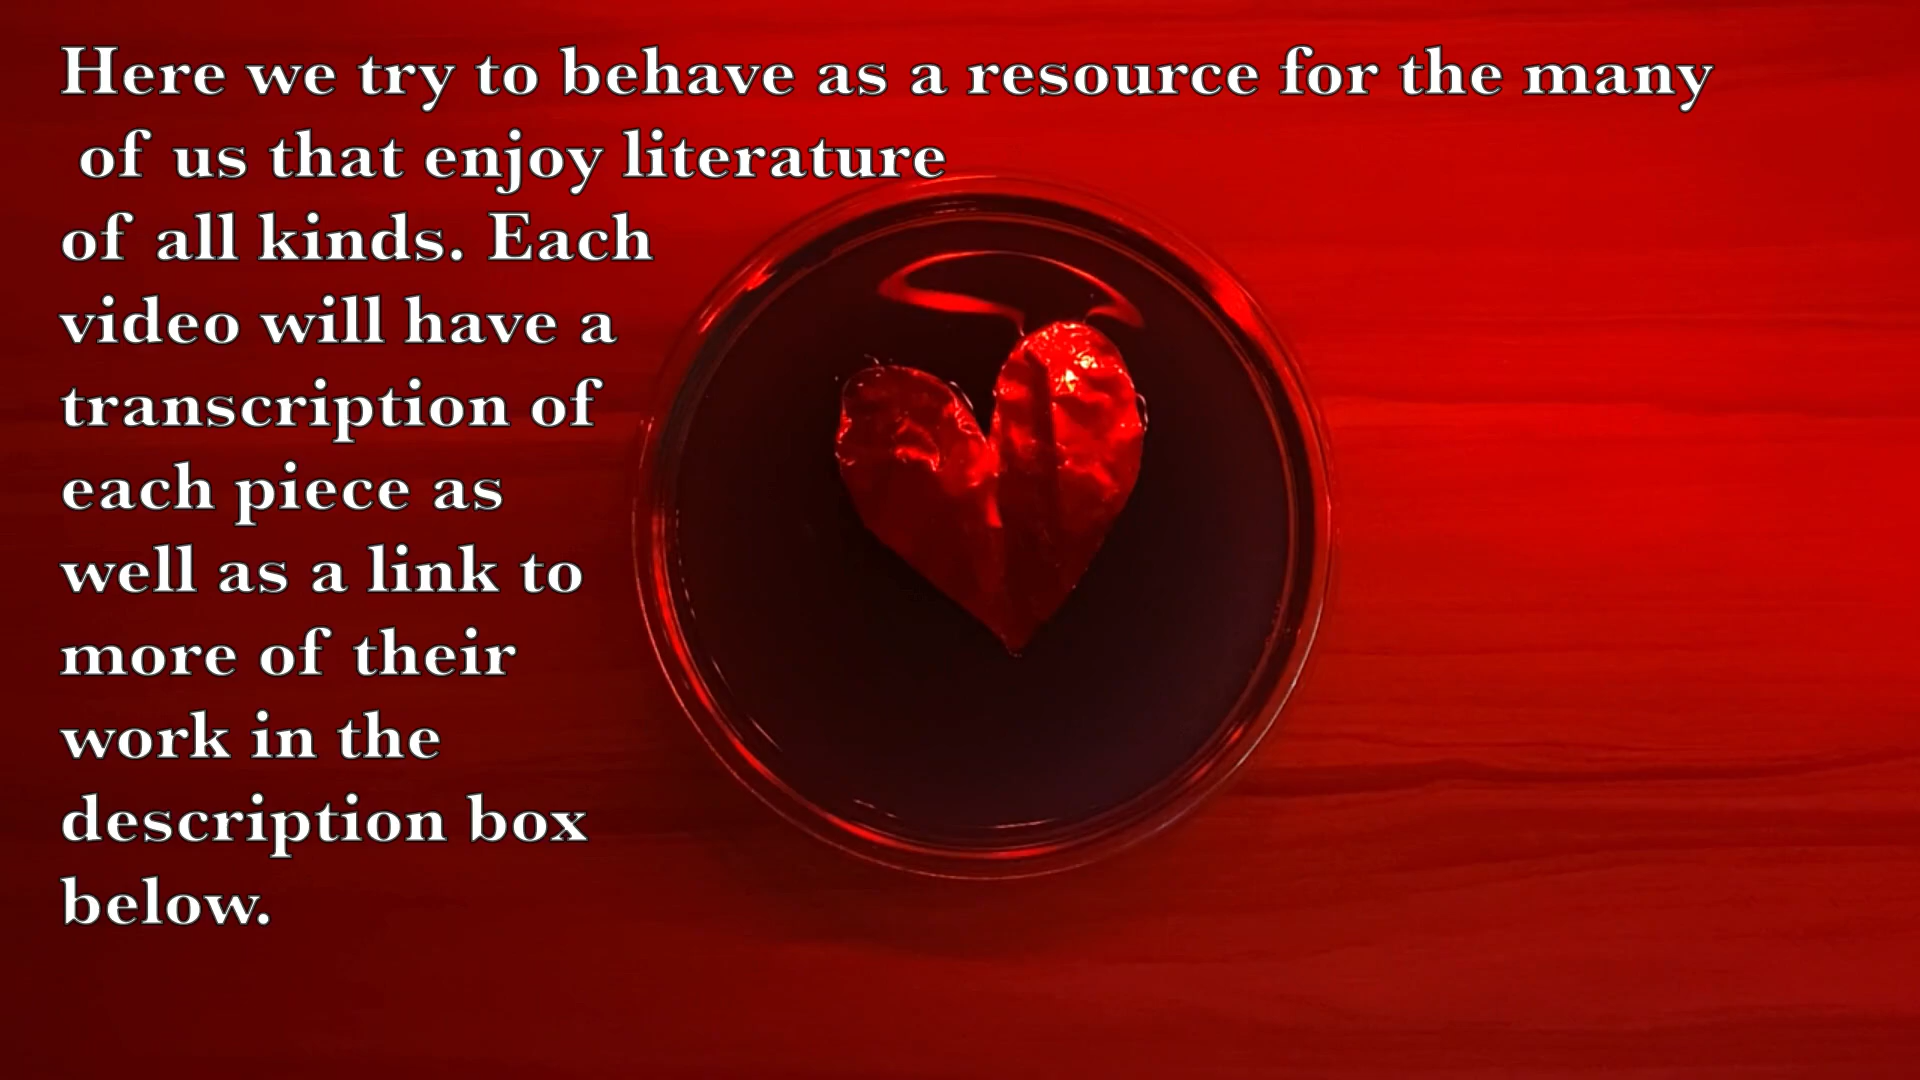 Here we try to behave as a resource for the many
of us that enjoy literature
of all kinds. Each
video will have a
transcription of
each piece as
well as a link to
more of their
work in the
description box
below.